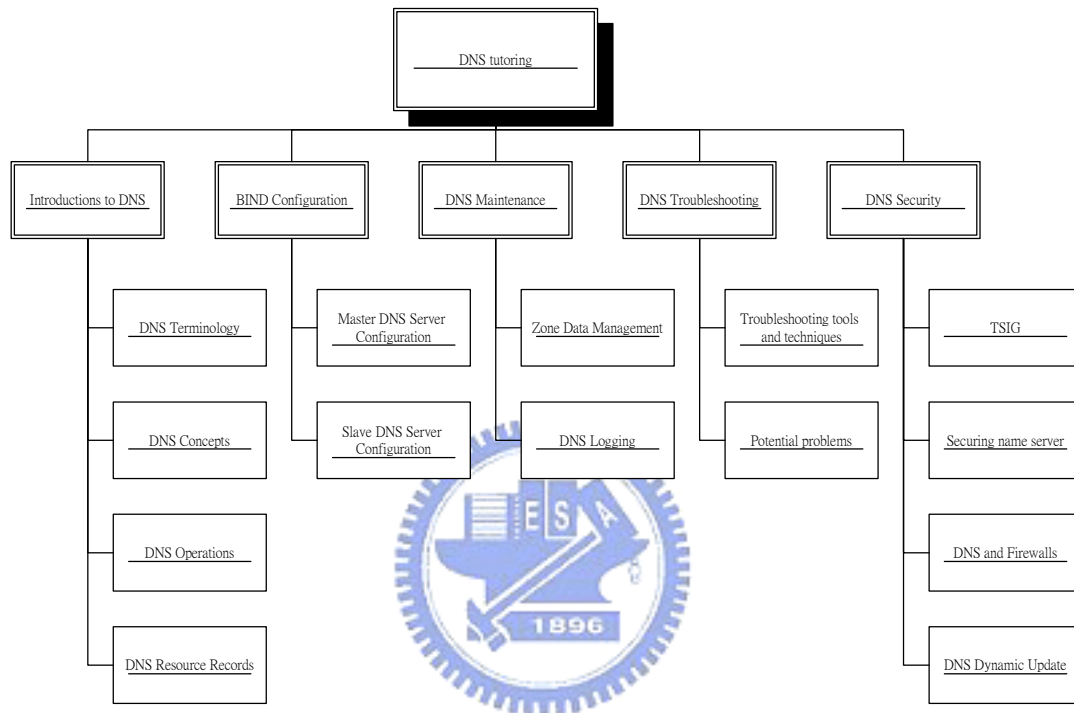 DNS tutoring
Introductions to DNS
BIND Configuration
DNS Maintenance
DNS Troubleshooting
DNS Security
DNS Terminology
Master DNS Server
Configuration
Zone Data Management
Troubleshooting tools
and techniques
TSIG
DNS Concepts
Slave DNS Server
Configuration
DNS Logging
Potential problems
Securing name server
DNS Operations
DNS and Firewalls
DNS Resource Records
DNS Dynamic Update
E S A
1896